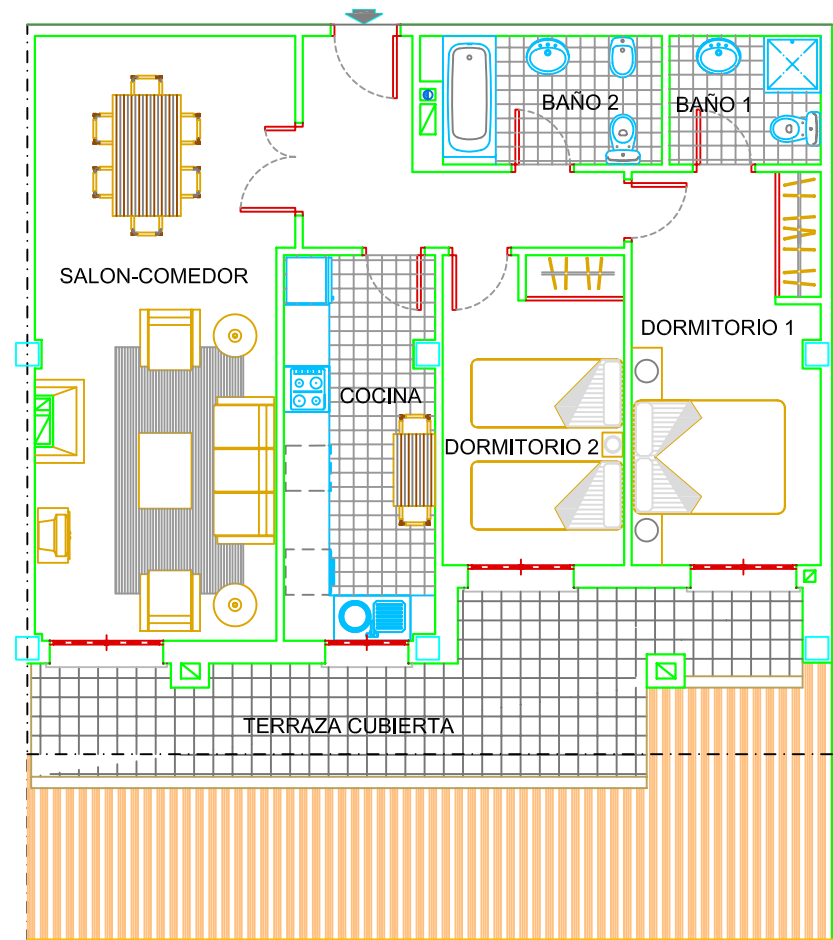 BAÑO 2
BAÑO 1
SALON-COMEDOR
DORMITORIO 1
COCINA
DORMITORIO 2
TERRAZA CUBIERTA